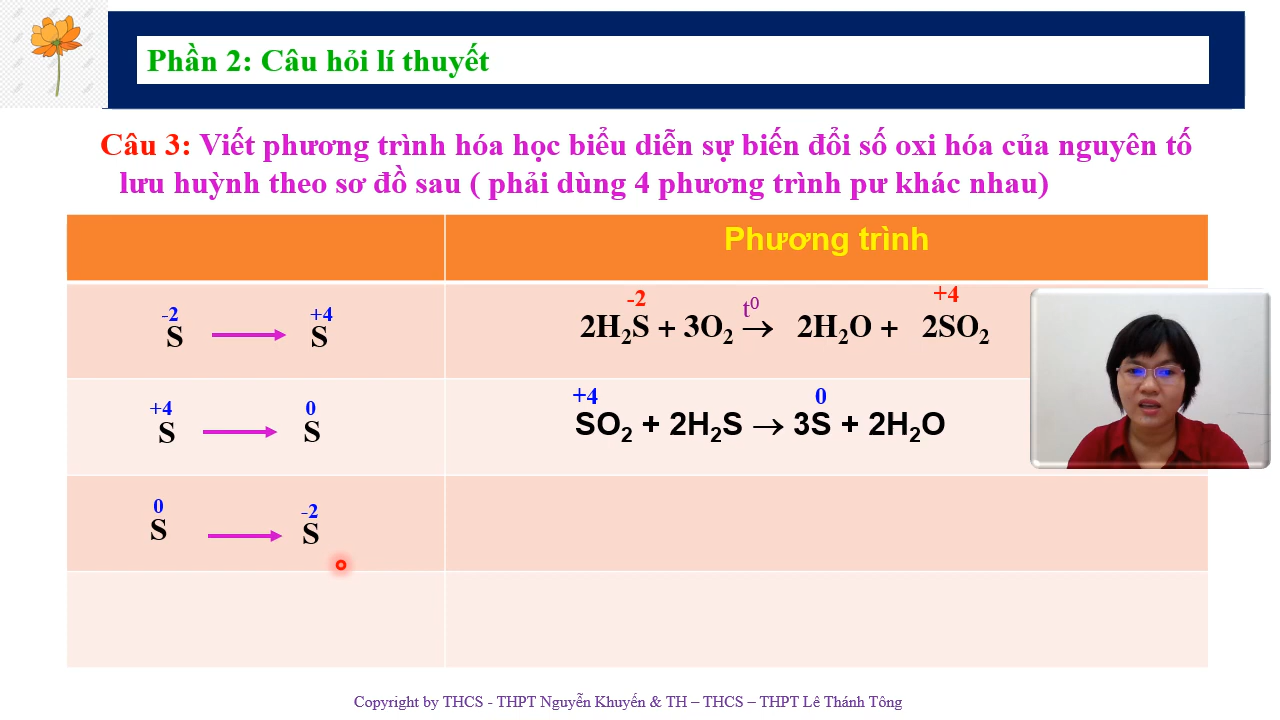 Phần 2: Câu hỏi lí thuyết
Câu 3: Viết phương trình hóa học biểu diễn sự biến đổi số oxi hóa của nguyên tố
lưu huỳnh theo sơ đồ sau ( phải dùng 4 phương trình pư khác nhau)
Phương trình
-2 +4
S → S
-2 t⁰ +4
2H₂S + 3O₂ → 2H₂O + 2SO₂
+4 0
S → S
+4 0
SO₂ + 2H₂S → 3S + 2H₂O
0 -2
S → S
Copyright by THCS - THPT Nguyễn Khuyến & TH – THCS – THPT Lê Thánh Tông